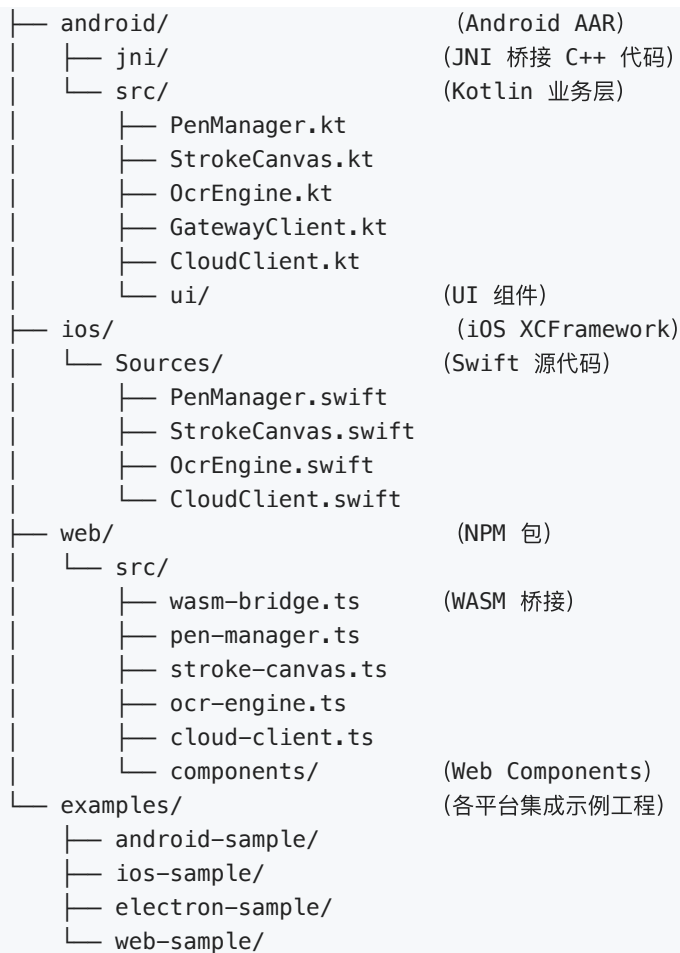 ├── android/                      (Android AAR)
│   ├── jni/                     (JNI 桥接 C++ 代码)
│   └── src/                     (Kotlin 业务层)
│       ├── PenManager.kt
│       ├── StrokeCanvas.kt
│       ├── OcrEngine.kt
│       ├── GatewayClient.kt
│       ├── CloudClient.kt
│       └── ui/                  (UI 组件)
├── ios/                          (iOS XCFramework)
│   └── Sources/                 (Swift 源代码)
│       ├── PenManager.swift
│       ├── StrokeCanvas.swift
│       ├── OcrEngine.swift
│       └── CloudClient.swift
├── web/                          (NPM 包)
│   └── src/
│       ├── wasm-bridge.ts       (WASM 桥接)
│       ├── pen-manager.ts
│       ├── stroke-canvas.ts
│       ├── ocr-engine.ts
│       ├── cloud-client.ts
│       └── components/          (Web Components)
└── examples/                    (各平台集成示例工程)
    ├── android-sample/
    ├── ios-sample/
    ├── electron-sample/
    └── web-sample/